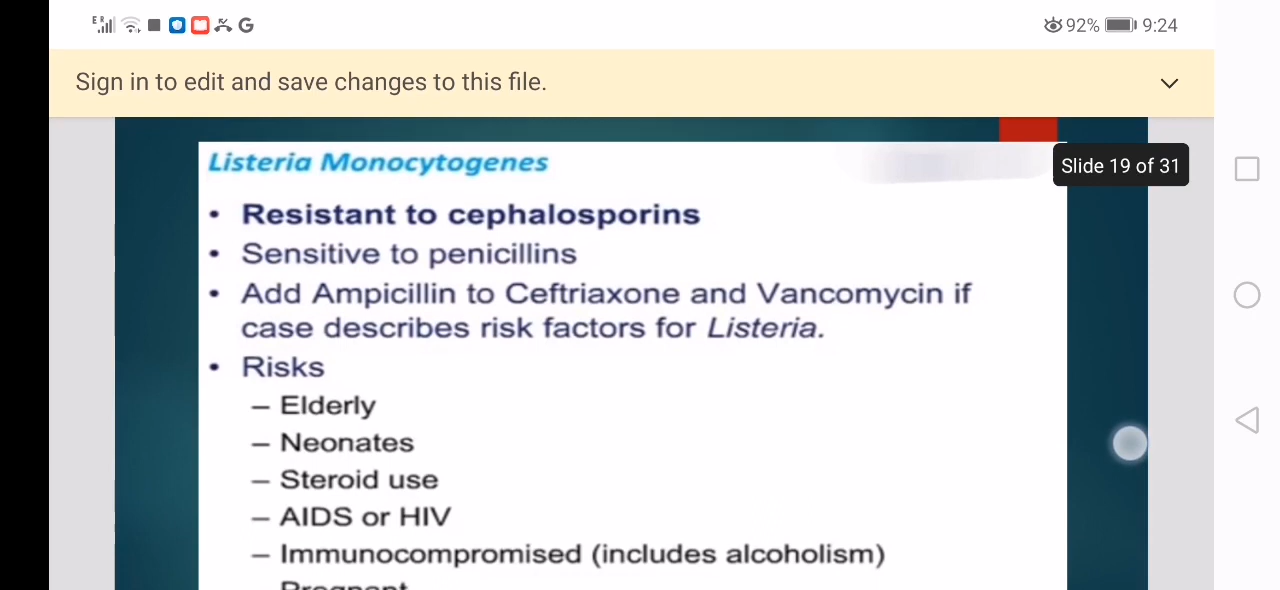 92% 9:24
Sign in to edit and save changes to this file.
Slide 19 of 31
Listeria Monocytogenes
• Resistant to cephalosporins
• Sensitive to penicillins
• Add Ampicillin to Ceftriaxone and Vancomycin if
case describes risk factors for Listeria.
• Risks
– Elderly
– Neonates
– Steroid use
– AIDS or HIV
– Immunocompromised (includes alcoholism)
Pregnant